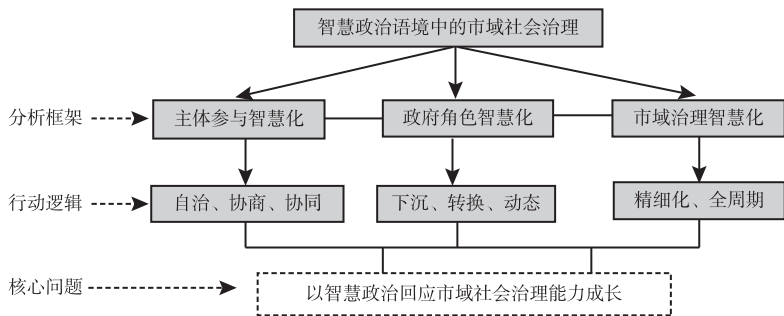 智慧政治语境中的市域社会治理
分析框架
主体参与智慧化
政府角色智慧化
市域治理智慧化
行动逻辑
自治、协商、协同
下沉、转换、动态
精细化、全周期
核心问题
以智慧政治回应市域社会治理能力成长